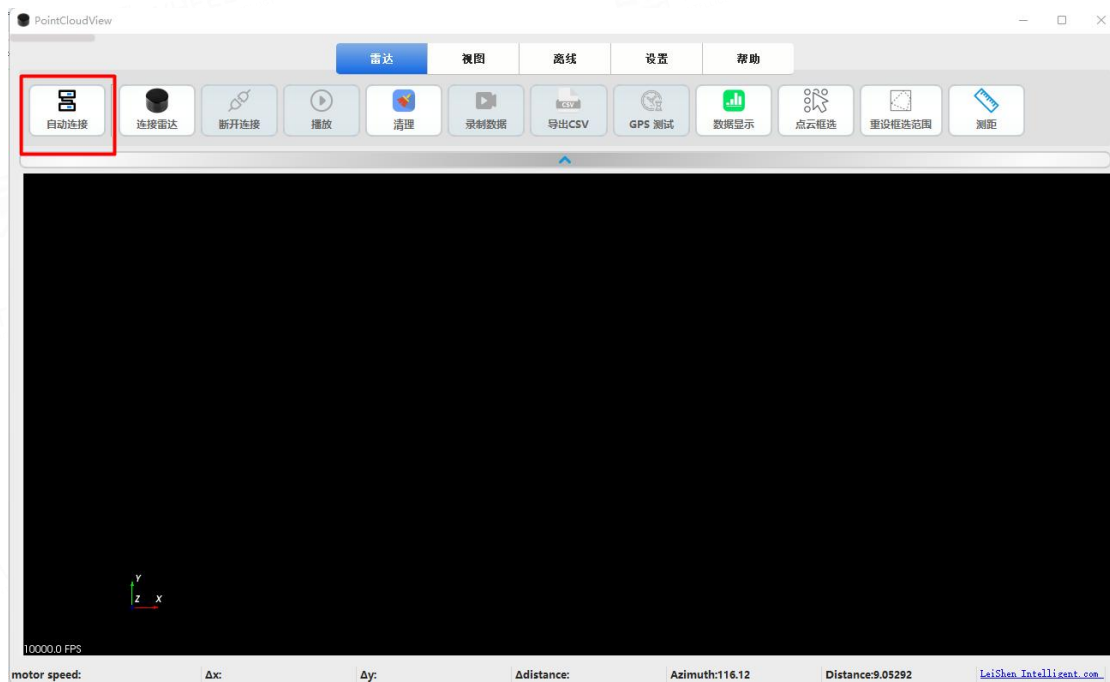 PointCloudView
雷达 视图 离线 设置 帮助
自动连接 连接雷达 断开连接 播放 清理 录制数据 导出CSV GPS 测试 数据显示 点云框选 重设框选范围 测距
Y
Z X
10000.0 FPS
motor speed: Δx: Δy: Δdistance: Azimuth:116.12 Distance:9.05292 LeiShen Intelligent.com